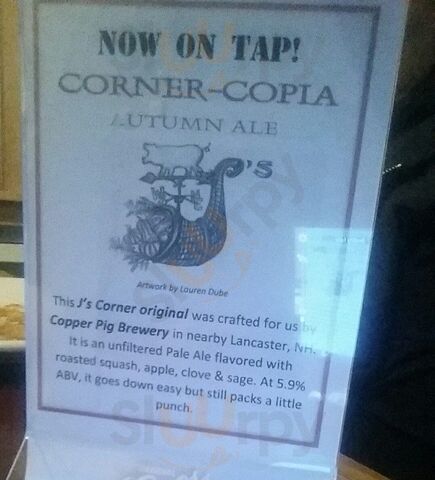 NOW ON TAP!
CORNER-COPIA
AUTUMN ALE
'S
Artwork by Lauren Dube
This J's Corner original was crafted for us by
Copper Pig Brewery in nearby Lancaster, NH.
It is an unfiltered Pale Ale flavored with
roasted squash, apple, clove & sage. At 5.9%
ABV, it goes down easy but still packs a little
punch.
Sluurpy
Sluurpy